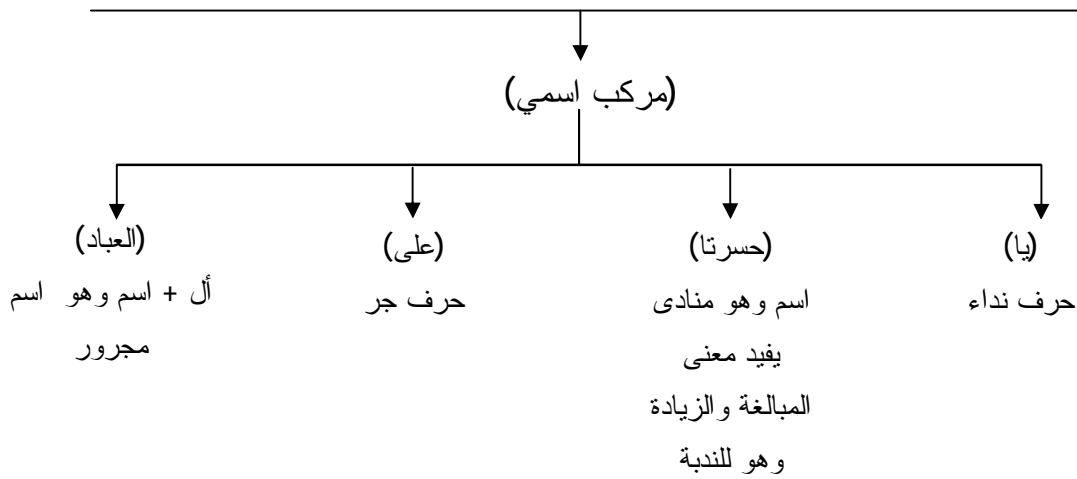 (مركب اسمي)
(يا)
حرف نداء
(حسرتا)
اسم وهو منادى
يفيد معنى
المبالغة والزيادة
وهو للندبة
(على)
حرف جر
(العباد)
أل + اسم وهو اسم
مجرور